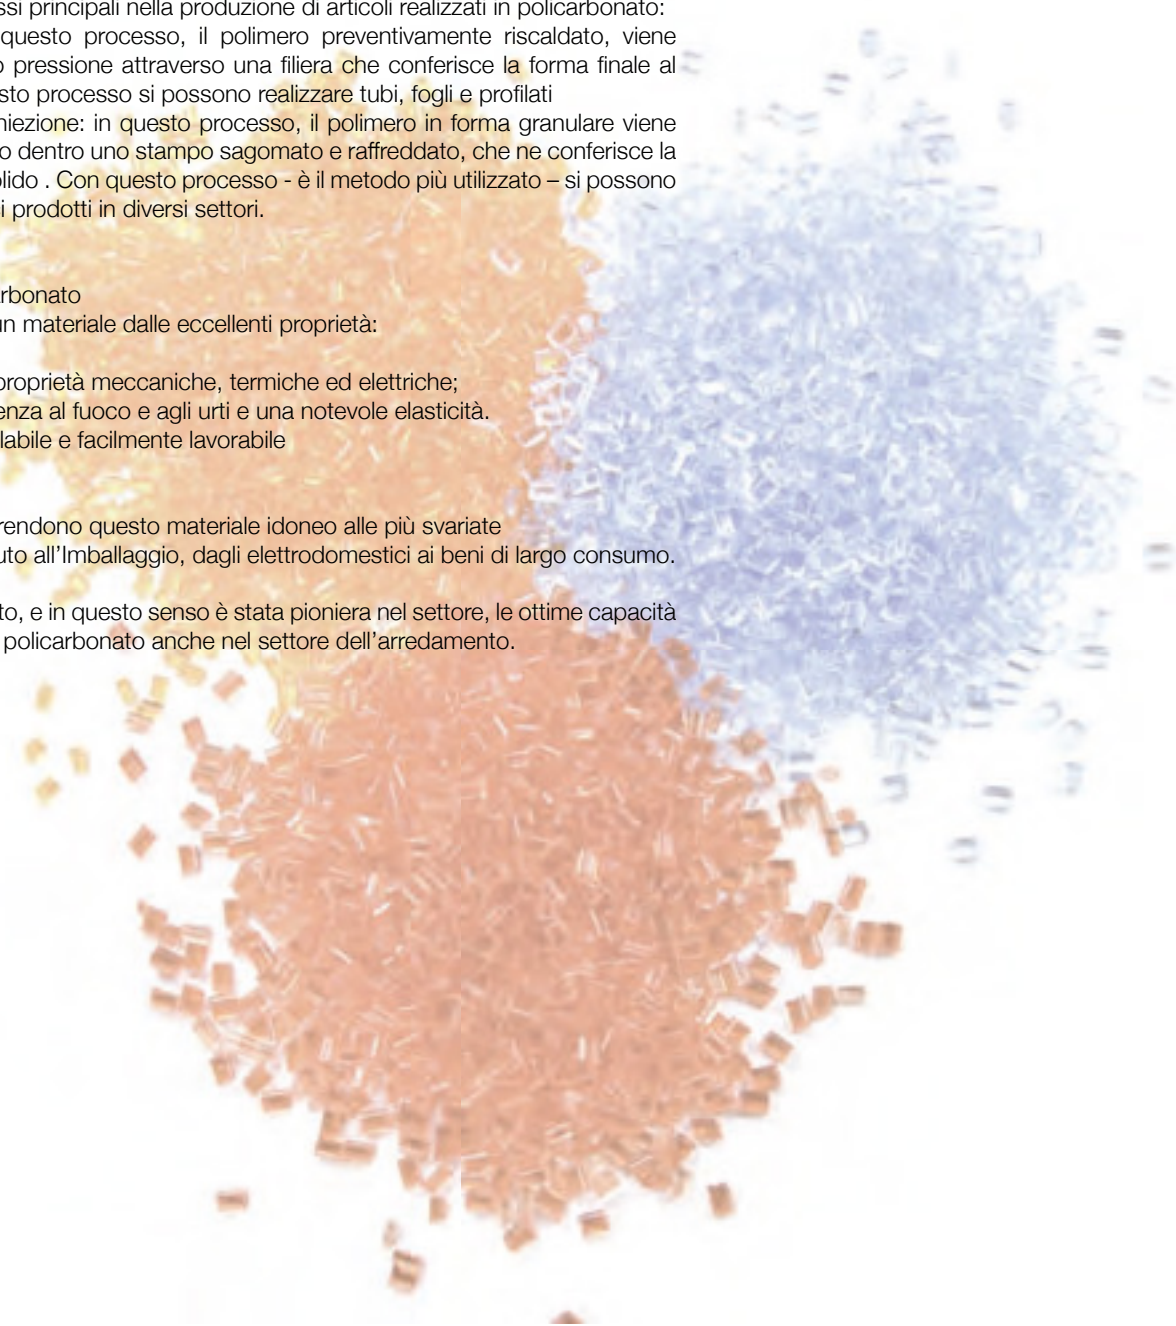 ssi principali nella produzione di articoli realizzati in policarbonato:
questo processo, il polimero preventivamente riscaldato, viene
o pressione attraverso una filiera che conferisce la forma finale al
sto processo si possono realizzare tubi, fogli e profilati
niezione: in questo processo, il polimero in forma granulare viene
o dentro uno stampo sagomato e raffreddato, che ne conferisce la
olido . Con questo processo - è il metodo più utilizzato – si possono
i prodotti in diversi settori.
arbonato
un materiale dalle eccellenti proprietà:
proprietà meccaniche, termiche ed elettriche;
enza al fuoco e agli urti e una notevole elasticità.
labile e facilmente lavorabile
rendono questo materiale idoneo alle più svariate
uto all’Imballaggio, dagli elettrodomestici ai beni di largo consumo.
to, e in questo senso è stata pioniera nel settore, le ottime capacità
policarbonato anche nel settore dell’arredamento.